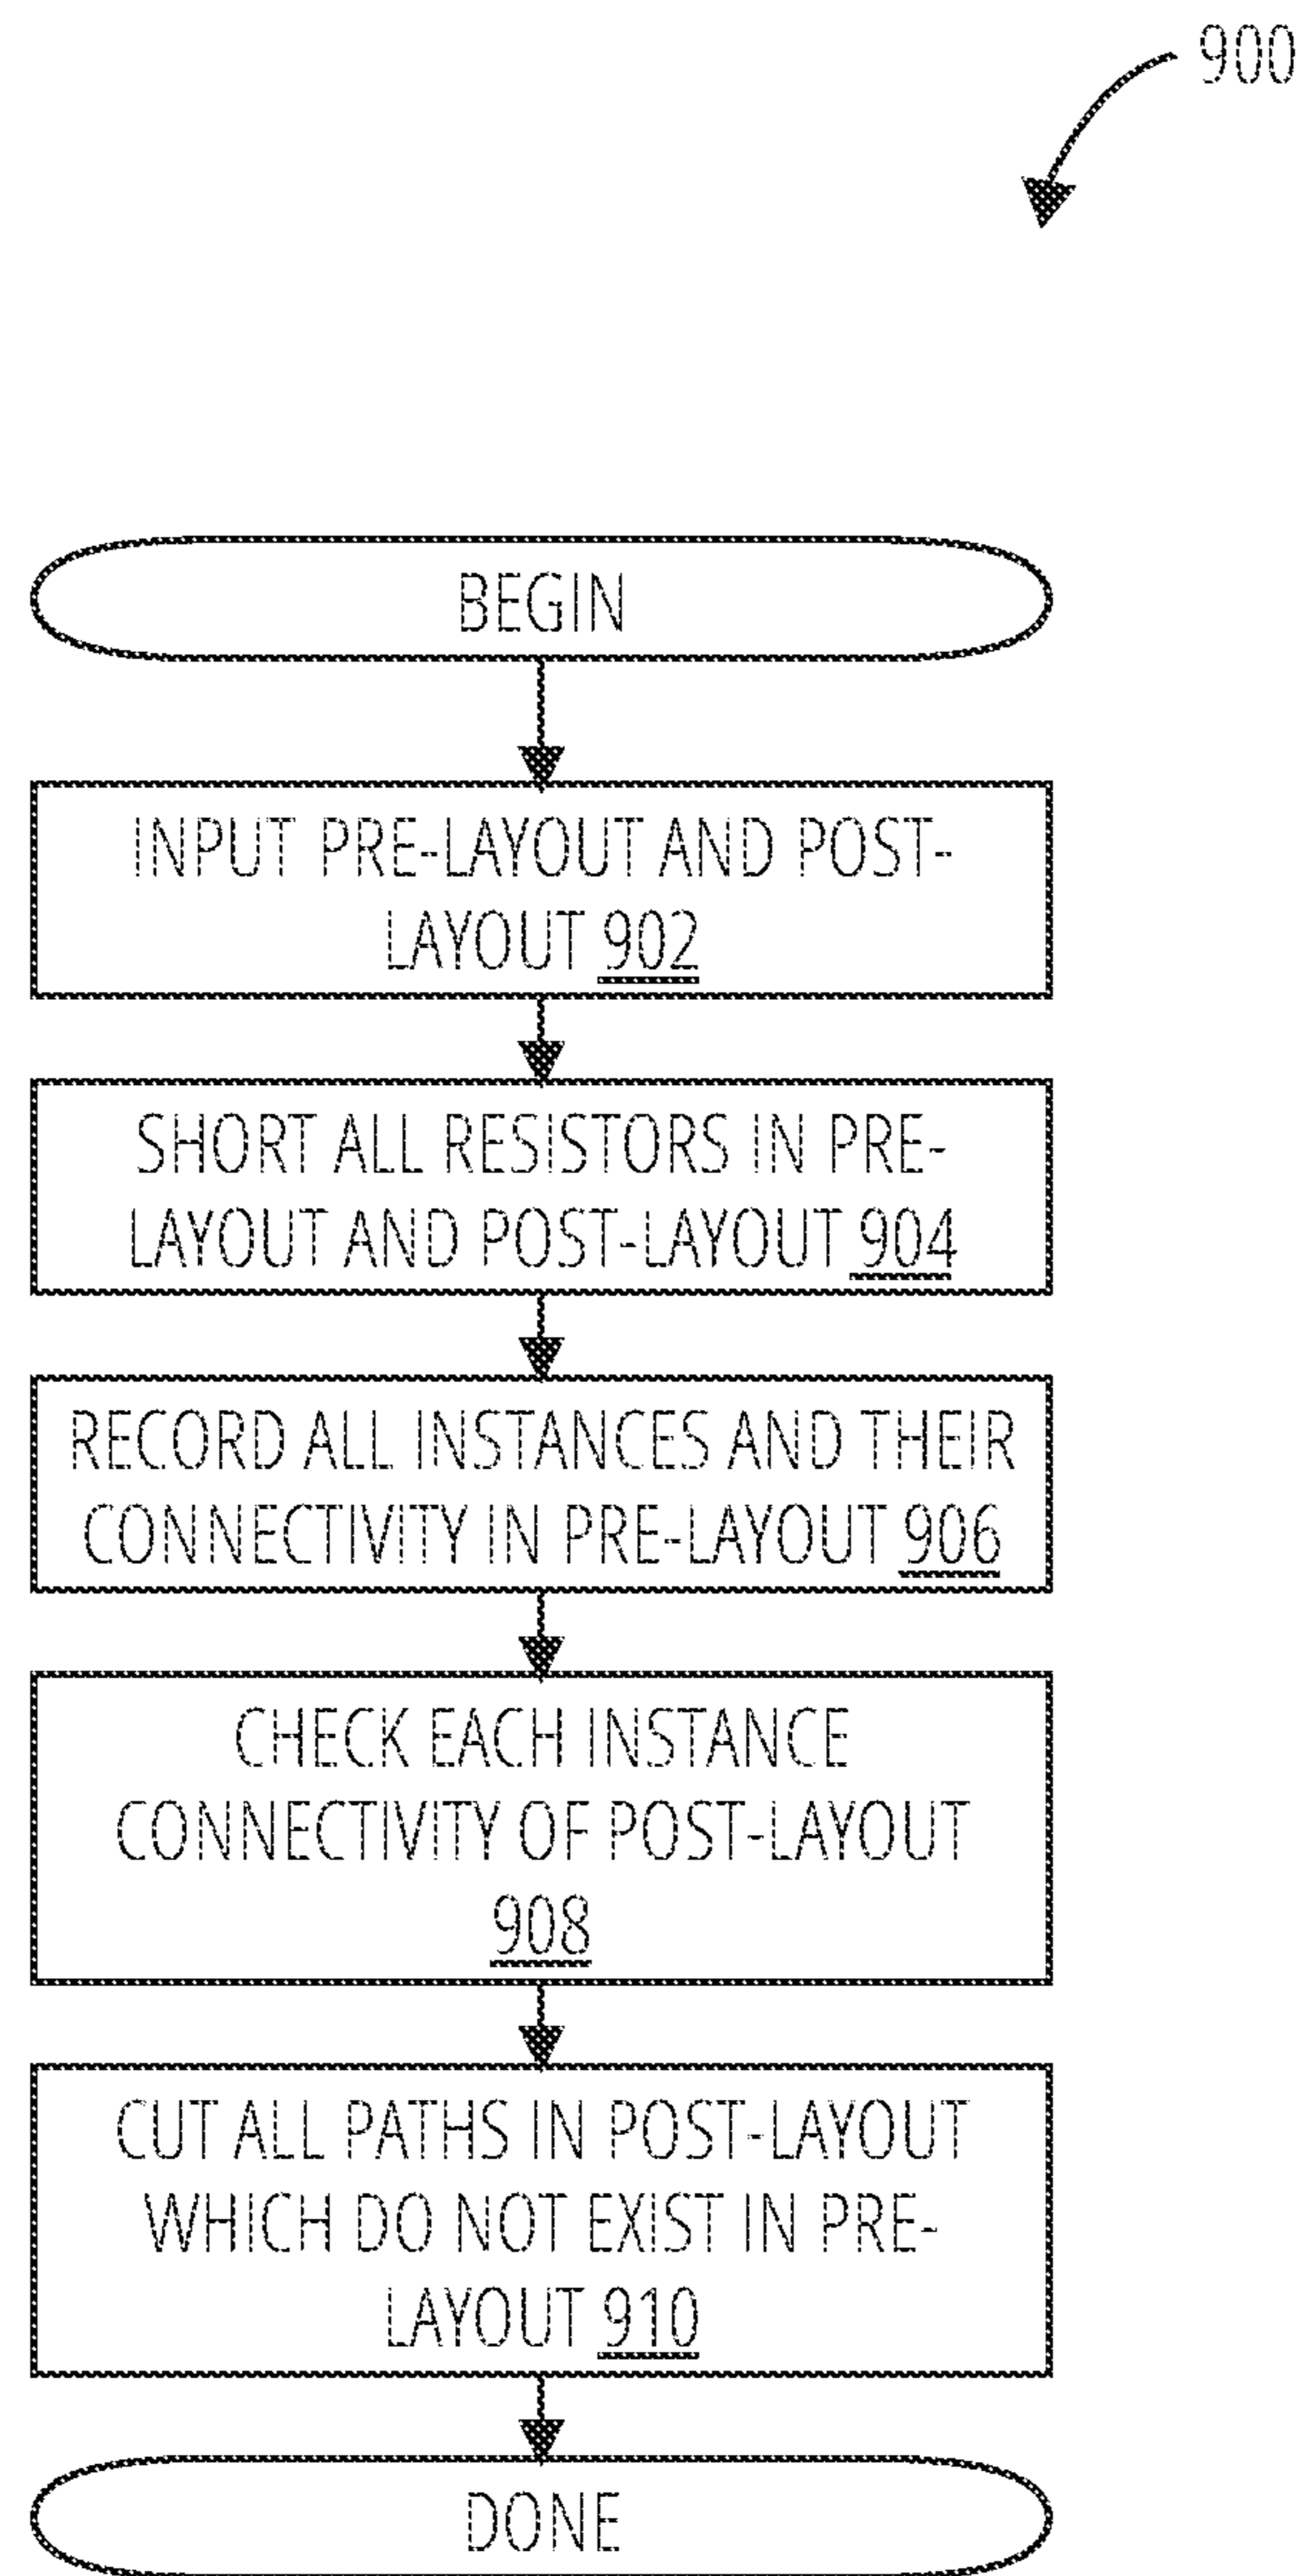 900
BEGIN
INPUT PRE-LAYOUT AND POST-
LAYOUT 902
SHORT ALL RESISTORS IN PRE-
LAYOUT AND POST-LAYOUT 904
RECORD ALL INSTANCES AND THEIR
CONNECTIVITY IN PRE-LAYOUT 906
CHECK EACH INSTANCE
CONNECTIVITY OF POST-LAYOUT
908
CUT ALL PATHS IN POST-LAYOUT
WHICH DO NOT EXIST IN PRE-
LAYOUT 910
DONE